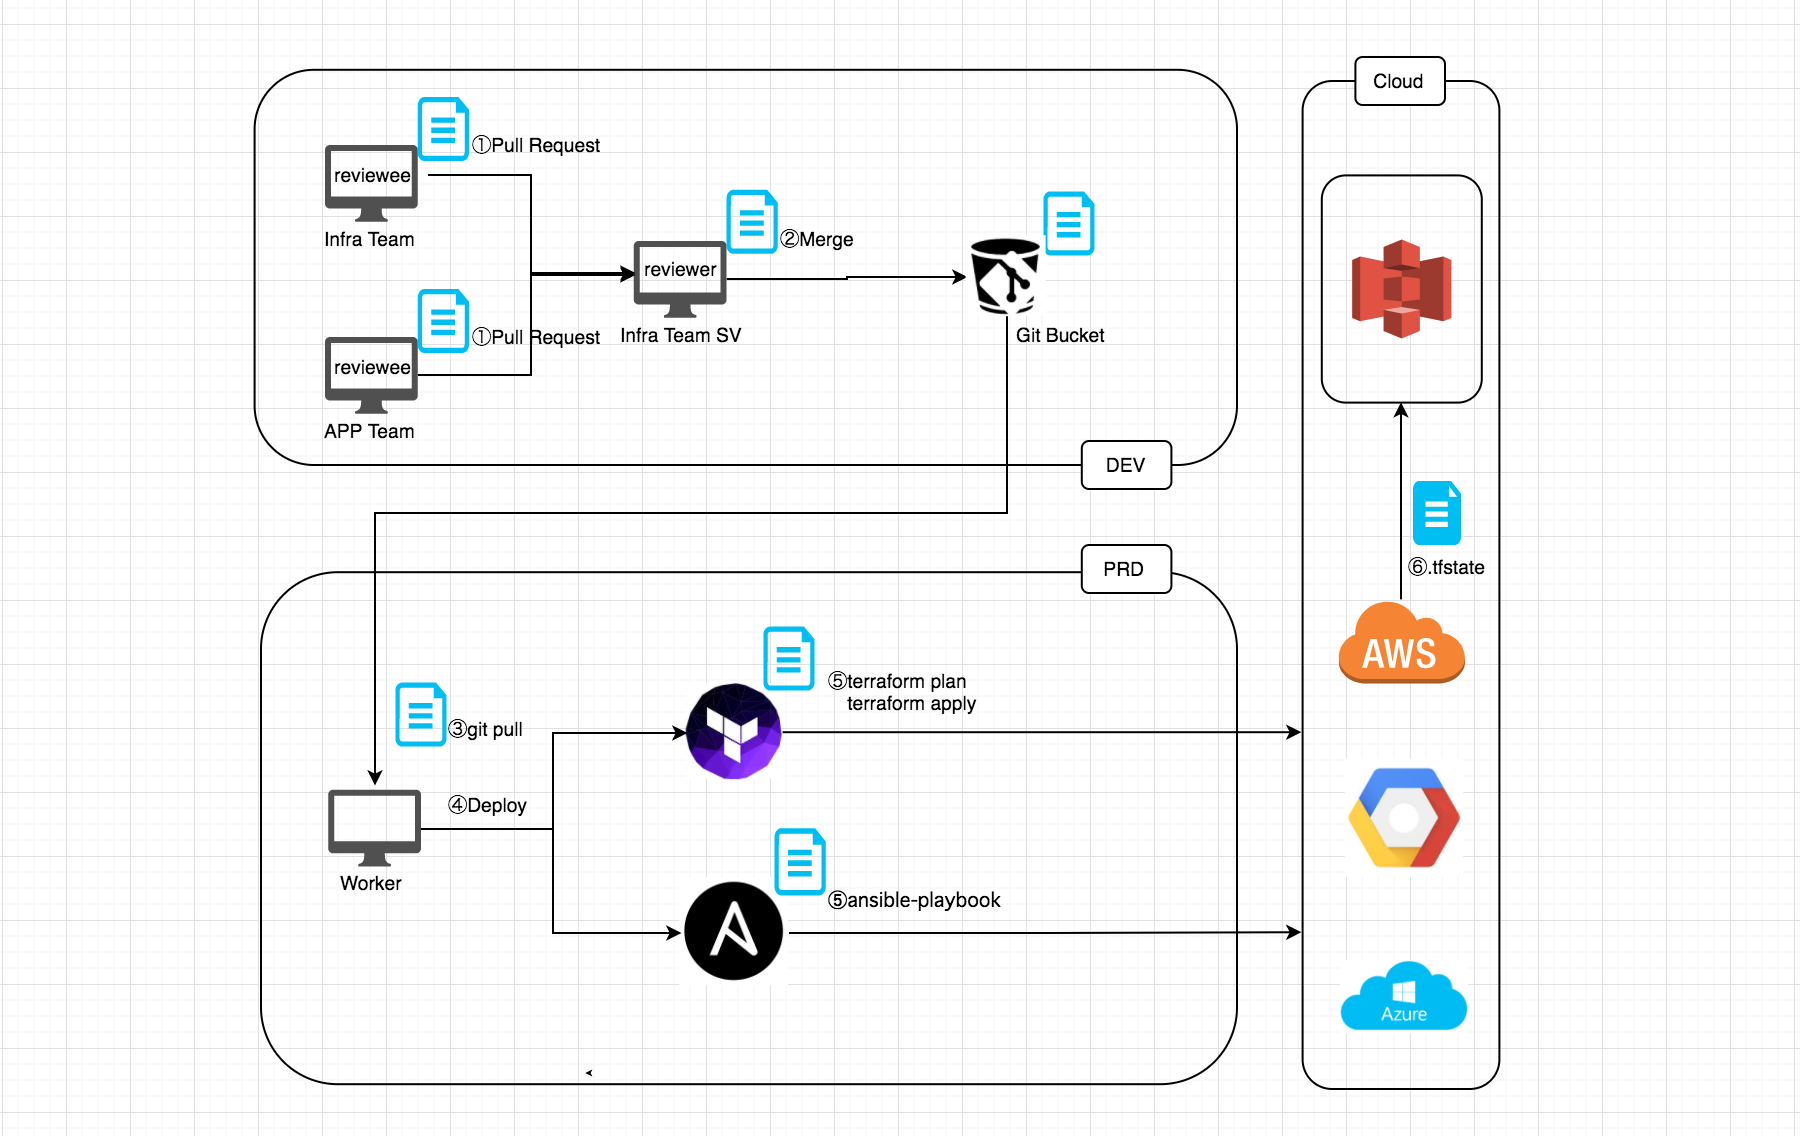 Cloud
①Pull Request
reviewee
Infra Team
②Merge
reviewer
①Pull Request
Infra Team SV
Git Bucket
reviewee
APP Team
DEV
PRD
⑥.tfstate
AWS
⑤terraform plan
terraform apply
③git pull
④Deploy
Worker
⑤ansible-playbook
Azure